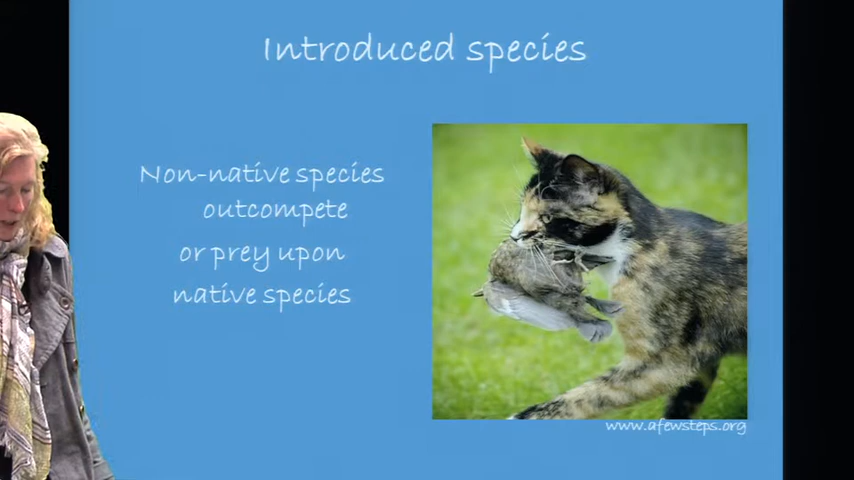 Introduced species
Non-native species
outcompete
or prey upon
native species
www.afewsteps.org